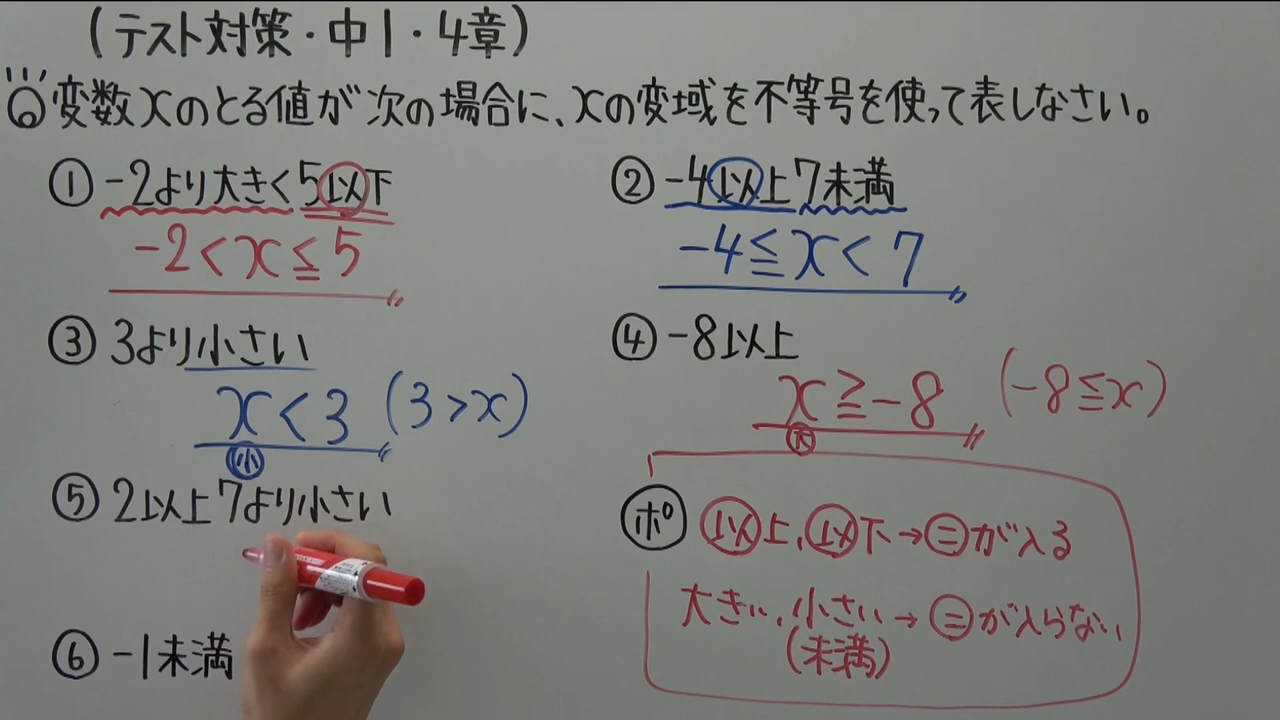 (テスト対策・中1・4章)
変数xのとる値が次の場合に、xの変域を不等号を使って表しなさい。
① -2より大きく5以下
-2<x≦5
② -4以上7未満
-4≦x<7
③ 3より小さい
x<3 (3>x)
小
④ -8以上
x≧-8 (-8≦x)
大
⑤ 2以上7より小さい
⑥ -1未満
ポ 以上、以下→=が入る
大きい、小さい→=が入らない
(未満)